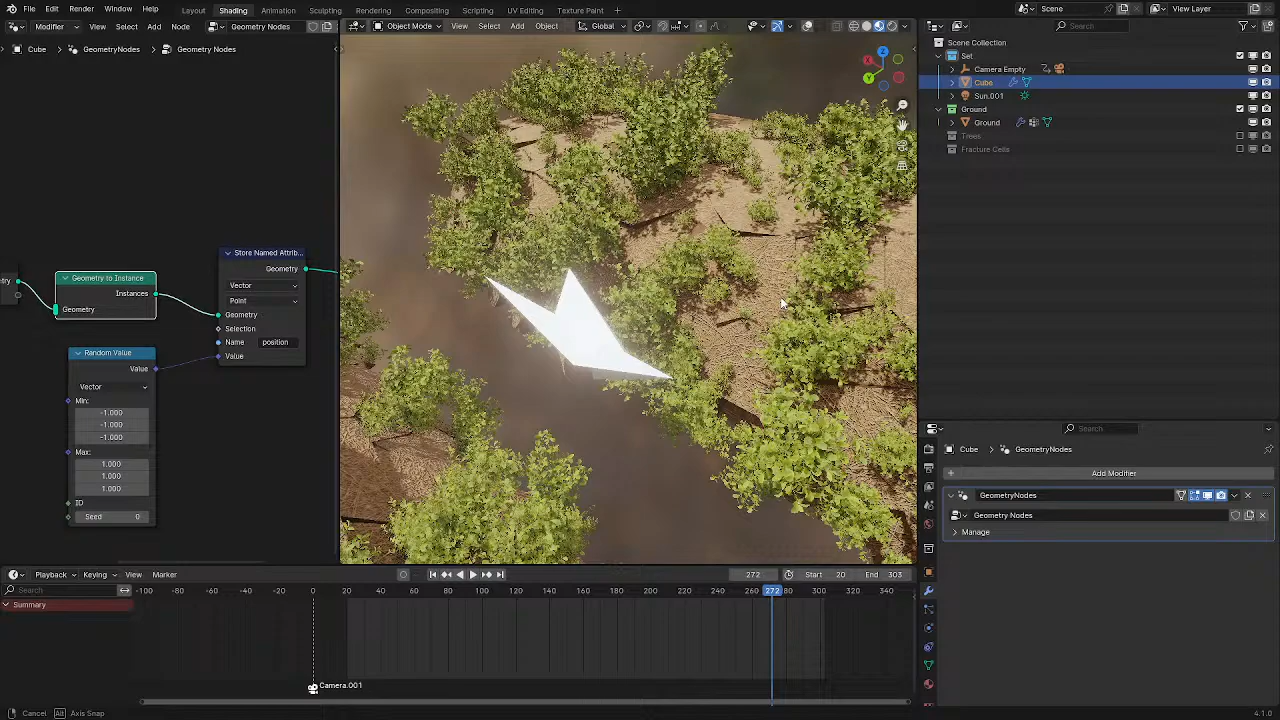 File Edit Render Window Help
Layout Shading Animation Sculpting UV Editing Rendering Compositing Scripting Texture Paint
Scene
View Layer
Modifier View Select Add Node
Geometry Nodes
Object Mode View Select Add Object
Global
Search
Cube GeometryNodes Geometry Nodes
Scene Collection
Set
Camera Empty
Cube
Sun.001
Ground
Ground
Trees
Fracture Cells
Geometry to Instance
Instances
Geometry
Store Named Attrib...
Geometry
Vector
Point
Geometry
Selection
Name position
Value
Random Value
Value
Vector
Min:
-1.000
-1.000
-1.000
Max:
1.000
1.000
1.000
ID
Seed 0
Search
Cube GeometryNodes
Add Modifier
GeometryNodes
Geometry Nodes
Manage
Playback Keying View Marker
272 Start 20 End 303
Search
-100 -80 -60 -40 -20 0 20 40 60 80 100 120 140 160 180 200 220 240 260 272 80 300 320 340
Summary
Camera.001
Cancel Alt Axis Snap
4.1.0